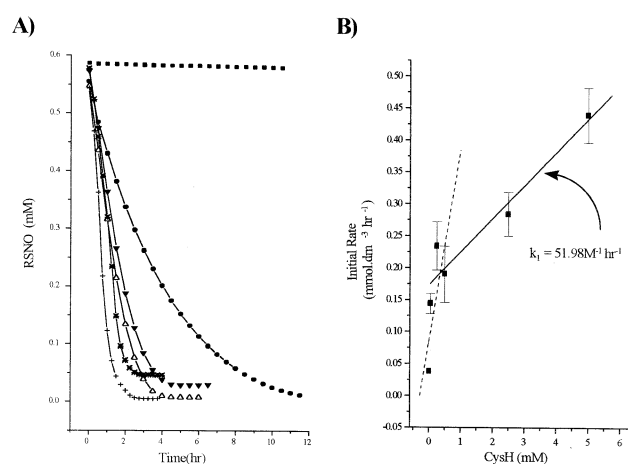 A)
B)
0.6
0.5
0.4
0.3
0.2
0.1
0.0
RSNO (mM)
0 2 4 6 8 10 12
Time(hr)
0.50
0.45
0.40
0.35
0.30
0.25
0.20
0.15
0.10
0.05
0.00
-0.05
Initial Rate
(mmol.dm -3 hr -1)
k1 = 51.98M-1 hr-1
0 1 2 3 4 5 6
CysH (mM)